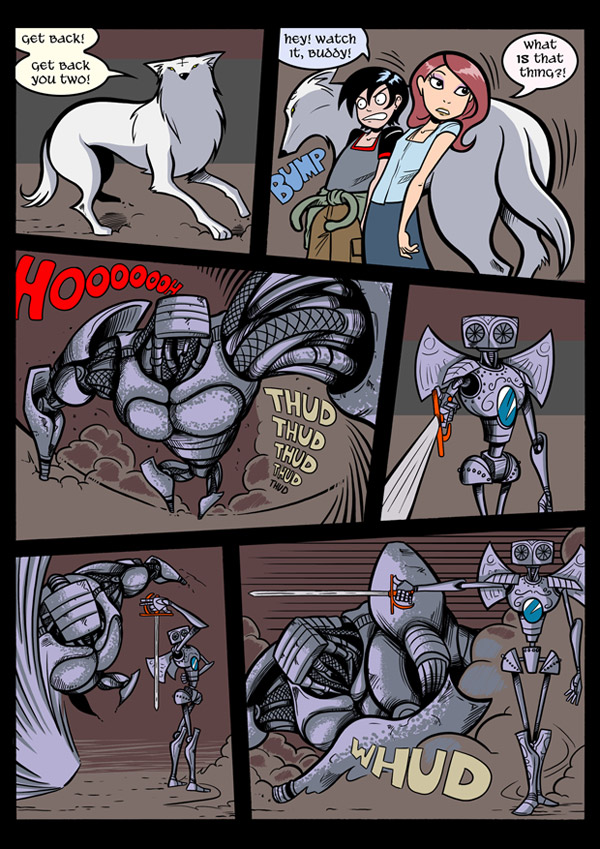 Get Back!
Get Back
you two!
hey! watch
it, Buddy!
what
IS that
thing?!
BUMP
HOOOOOOOH
THUD
THUD
THUD
THUD
THUD
WHUD